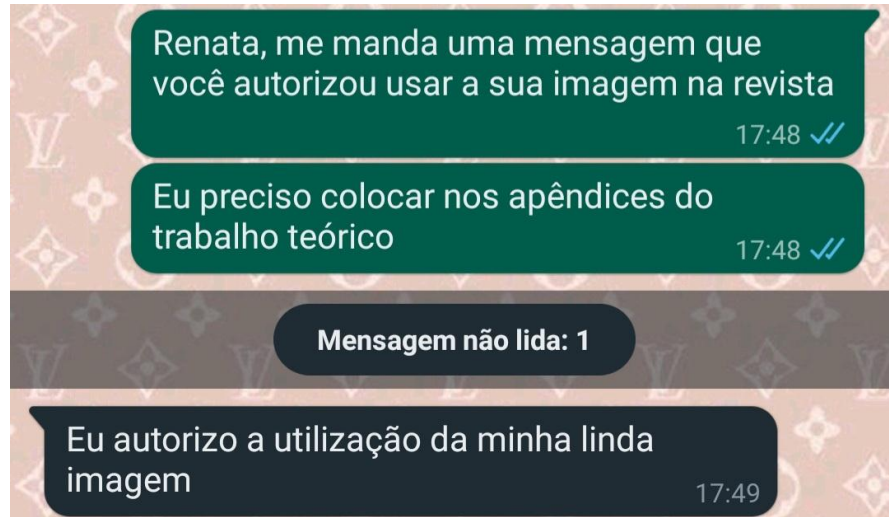 Renata, me manda uma mensagem que
você autorizou usar a sua imagem na revista
17:48
Eu preciso colocar nos apêndices do
trabalho teórico
17:48
Mensagem não lida: 1
Eu autorizo a utilização da minha linda
imagem
17:49